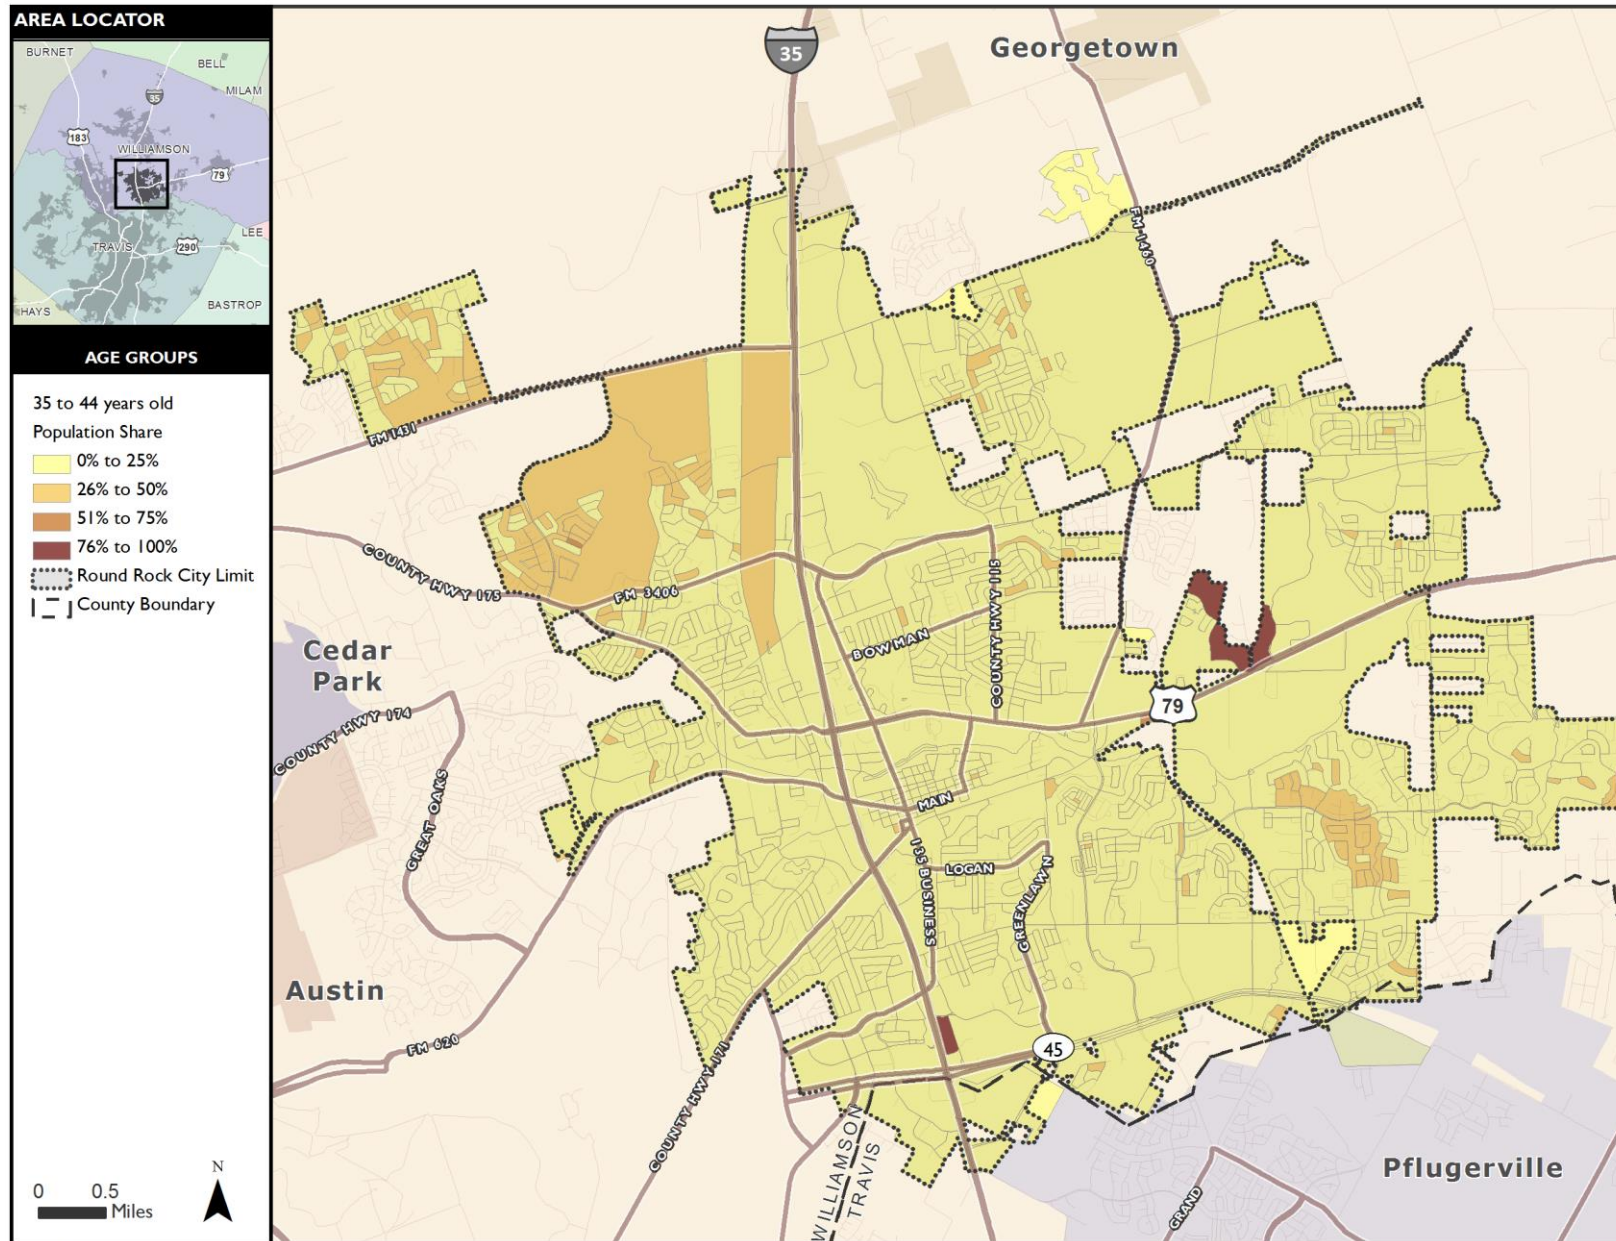 AREA LOCATOR
BURNET
BELL
MILAM
35
183
WILLIAMSON
79
LEE
TRAVIS
290
BASTROP
HAYS
AGE GROUPS
35 to 44 years old
Population Share
0% to 25%
26% to 50%
51% to 75%
76% to 100%
Round Rock City Limit
County Boundary
0 0.5
Miles
N
35
Georgetown
FM 1460
FM 1431
COUNTY HWY 175
FM 3406
COUNTY HWY 115
BOWMAN
Cedar
Park
79
COUNTY HWY 174
GREAT OAKS
MAIN
I35 BUSINESS
LOGAN
GREENLAWN
Austin
FM 620
COUNTY HWY 171
45
WILLIAMSON
TRAVIS
Pflugerville
GRAND